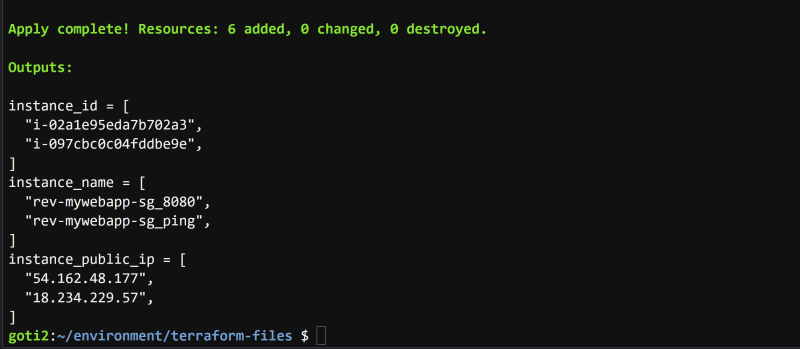 Apply complete! Resources: 6 added, 0 changed, 0 destroyed.
Outputs:
instance_id = [
  "i-02a1e95eda7b702a3",
  "i-097cbc0c04fddbe9e",
]
instance_name = [
  "rev-mywebapp-sg_8080",
  "rev-mywebapp-sg_ping",
]
instance_public_ip = [
  "54.162.48.177",
  "18.234.229.57",
]
goti2:~/environment/terraform-files $